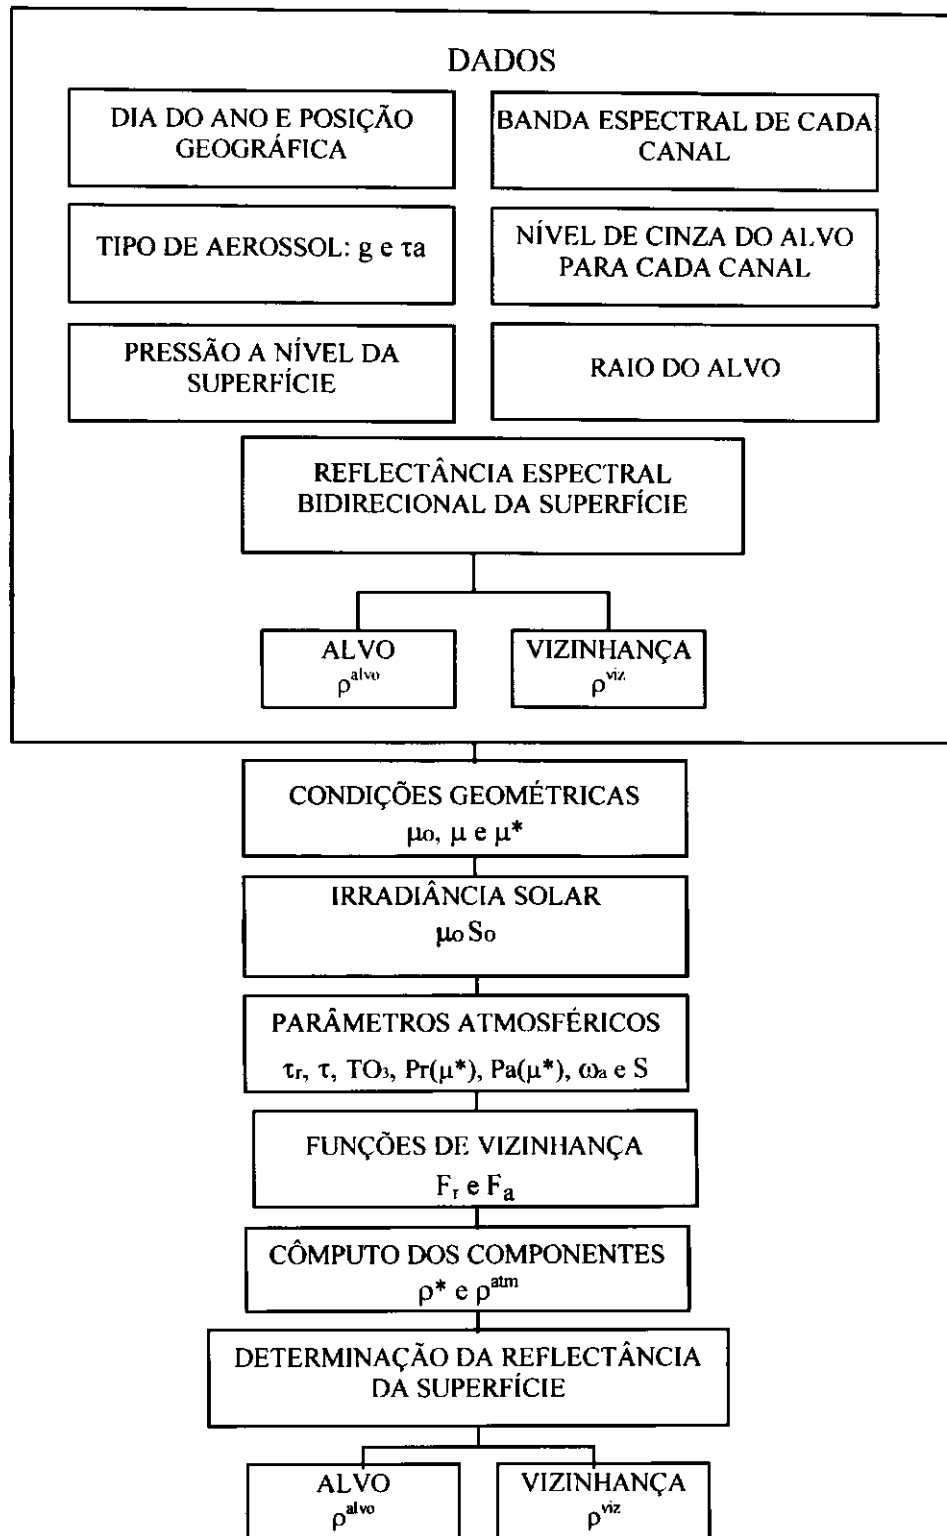 DADOS
DIA DO ANO E POSIÇÃO
GEOGRÁFICA
BANDA ESPECTRAL DE CADA
CANAL
TIPO DE AEROSSOL: g e τa
NÍVEL DE CINZA DO ALVO
PARA CADA CANAL
PRESSÃO A NÍVEL DA
SUPERFÍCIE
RAIO DO ALVO
REFLECTÂNCIA ESPECTRAL
BIDIRECIONAL DA SUPERFÍCIE
ALVO
ρ^alvo
VIZINHANÇA
ρ^viz
CONDIÇÕES GEOMÉTRICAS
μo, μ e μ*
IRRADIÂNCIA SOLAR
μo So
PARÂMETROS ATMOSFÉRICOS
τr, τ, TO₃, Pr(μ*), Pa(μ*), ωa e S
FUNÇÕES DE VIZINHANÇA
Fr e Fa
CÔMPUTO DOS COMPONENTES
ρ* e ρ^atm
DETERMINAÇÃO DA REFLECTÂNCIA
DA SUPERFÍCIE
ALVO
ρ^alvo
VIZINHANÇA
ρ^viz